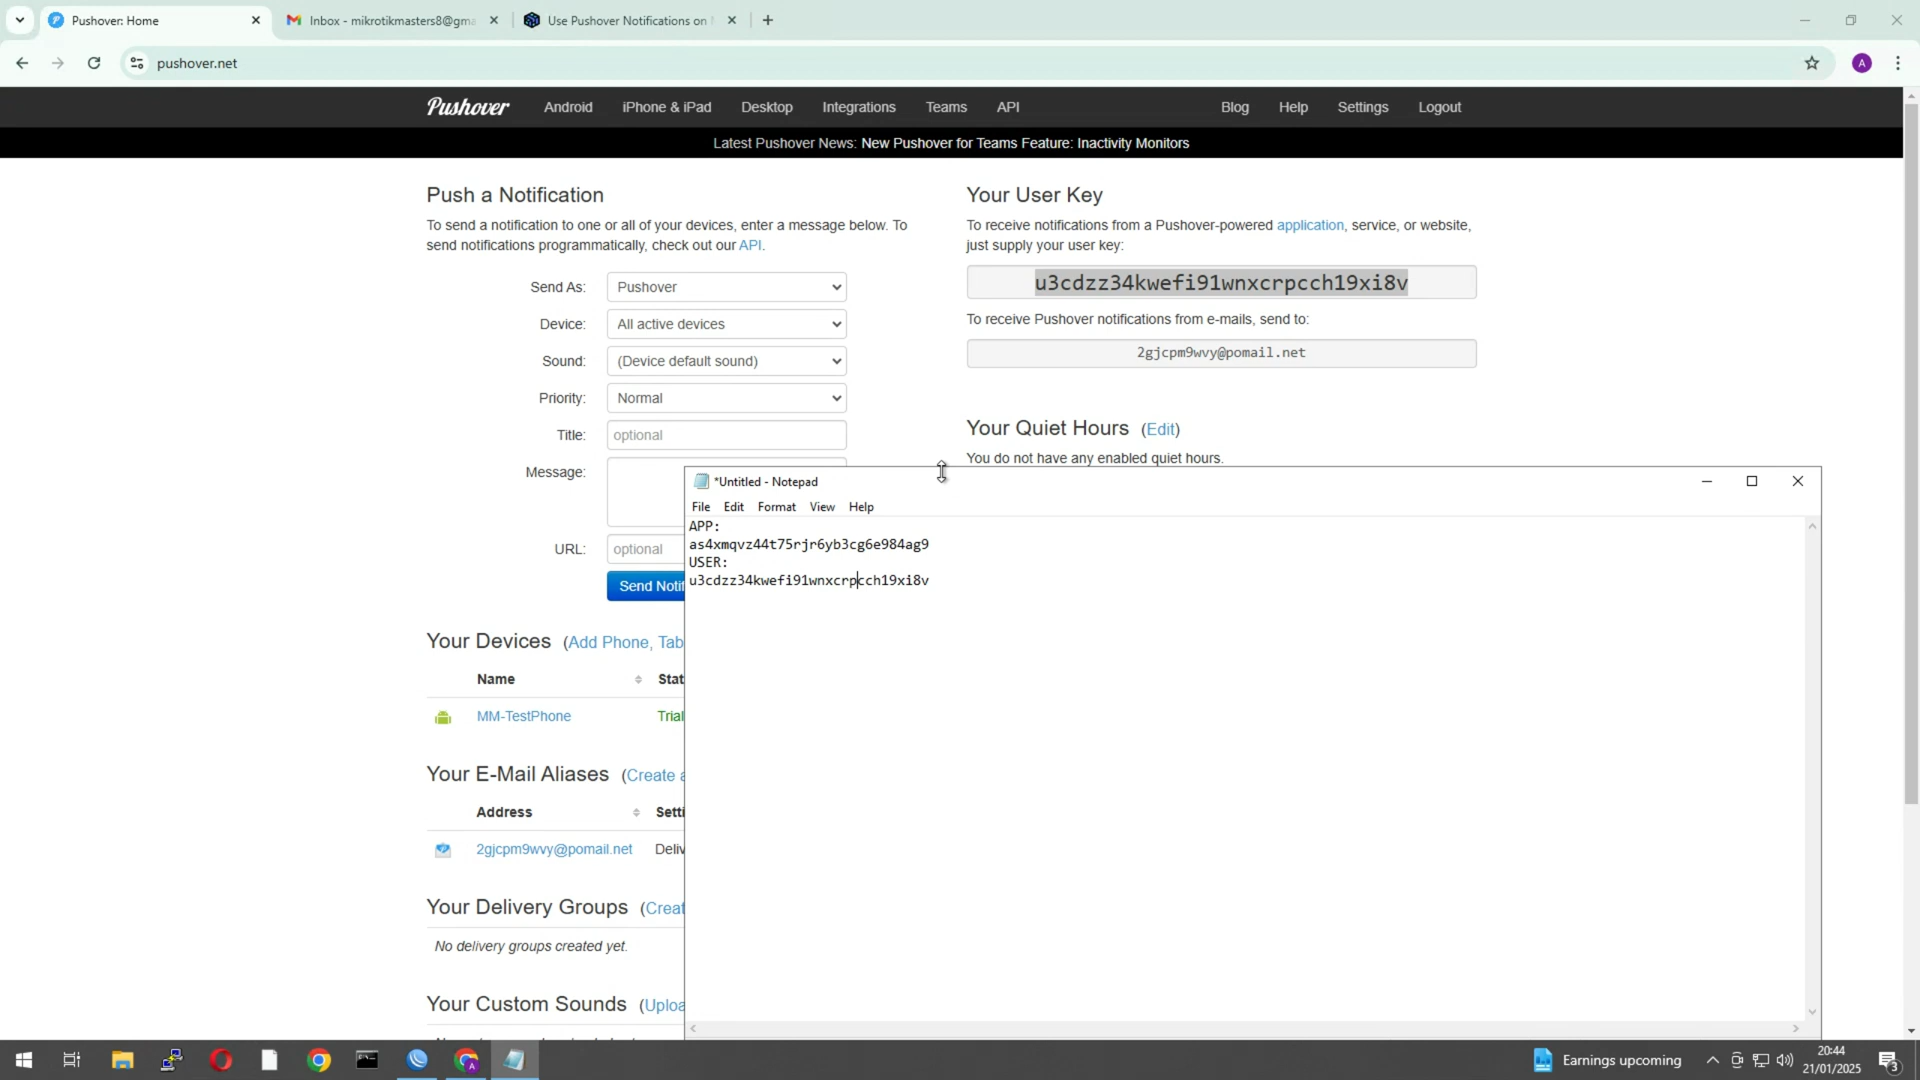 Pushover: Home
Inbox - mikrotikmasters8@gma
Use Pushover Notifications on
pushover.net
A
Pushover
Android
iPhone & iPad
Desktop
Integrations
Teams
API
Blog
Help
Settings
Logout
Latest Pushover News: New Pushover for Teams Feature: Inactivity Monitors
Push a Notification
To send a notification to one or all of your devices, enter a message below. To
send notifications programmatically, check out our API.
Send As:
Pushover
Device:
All active devices
Sound:
(Device default sound)
Priority:
Normal
Title:
optional
Message:
URL:
optional
Send Notif
Your User Key
To receive notifications from a Pushover-powered application, service, or website,
just supply your user key:
u3cdzz34kwefi91wnxcrpcch19xi8v
To receive Pushover notifications from e-mails, send to:
2gjcpm9wvy@pomail.net
Your Quiet Hours (Edit)
You do not have any enabled quiet hours.
*Untitled - Notepad
File
Edit
Format
View
Help
APP:
as4xmqvz44t75rjr6yb3cg6e984ag9
USER:
u3cdzz34kwefi91wnxcrpcch19xi8v
Your Devices (Add Phone, Tab
Name
Stat
MM-TestPhone
Trial
Your E-Mail Aliases (Create a
Address
Setti
2gjcpm9wvy@pomail.net
Deliv
Your Delivery Groups (Creat
No delivery groups created yet.
Your Custom Sounds (Uploa
Earnings upcoming
20:44
21/01/2025
3